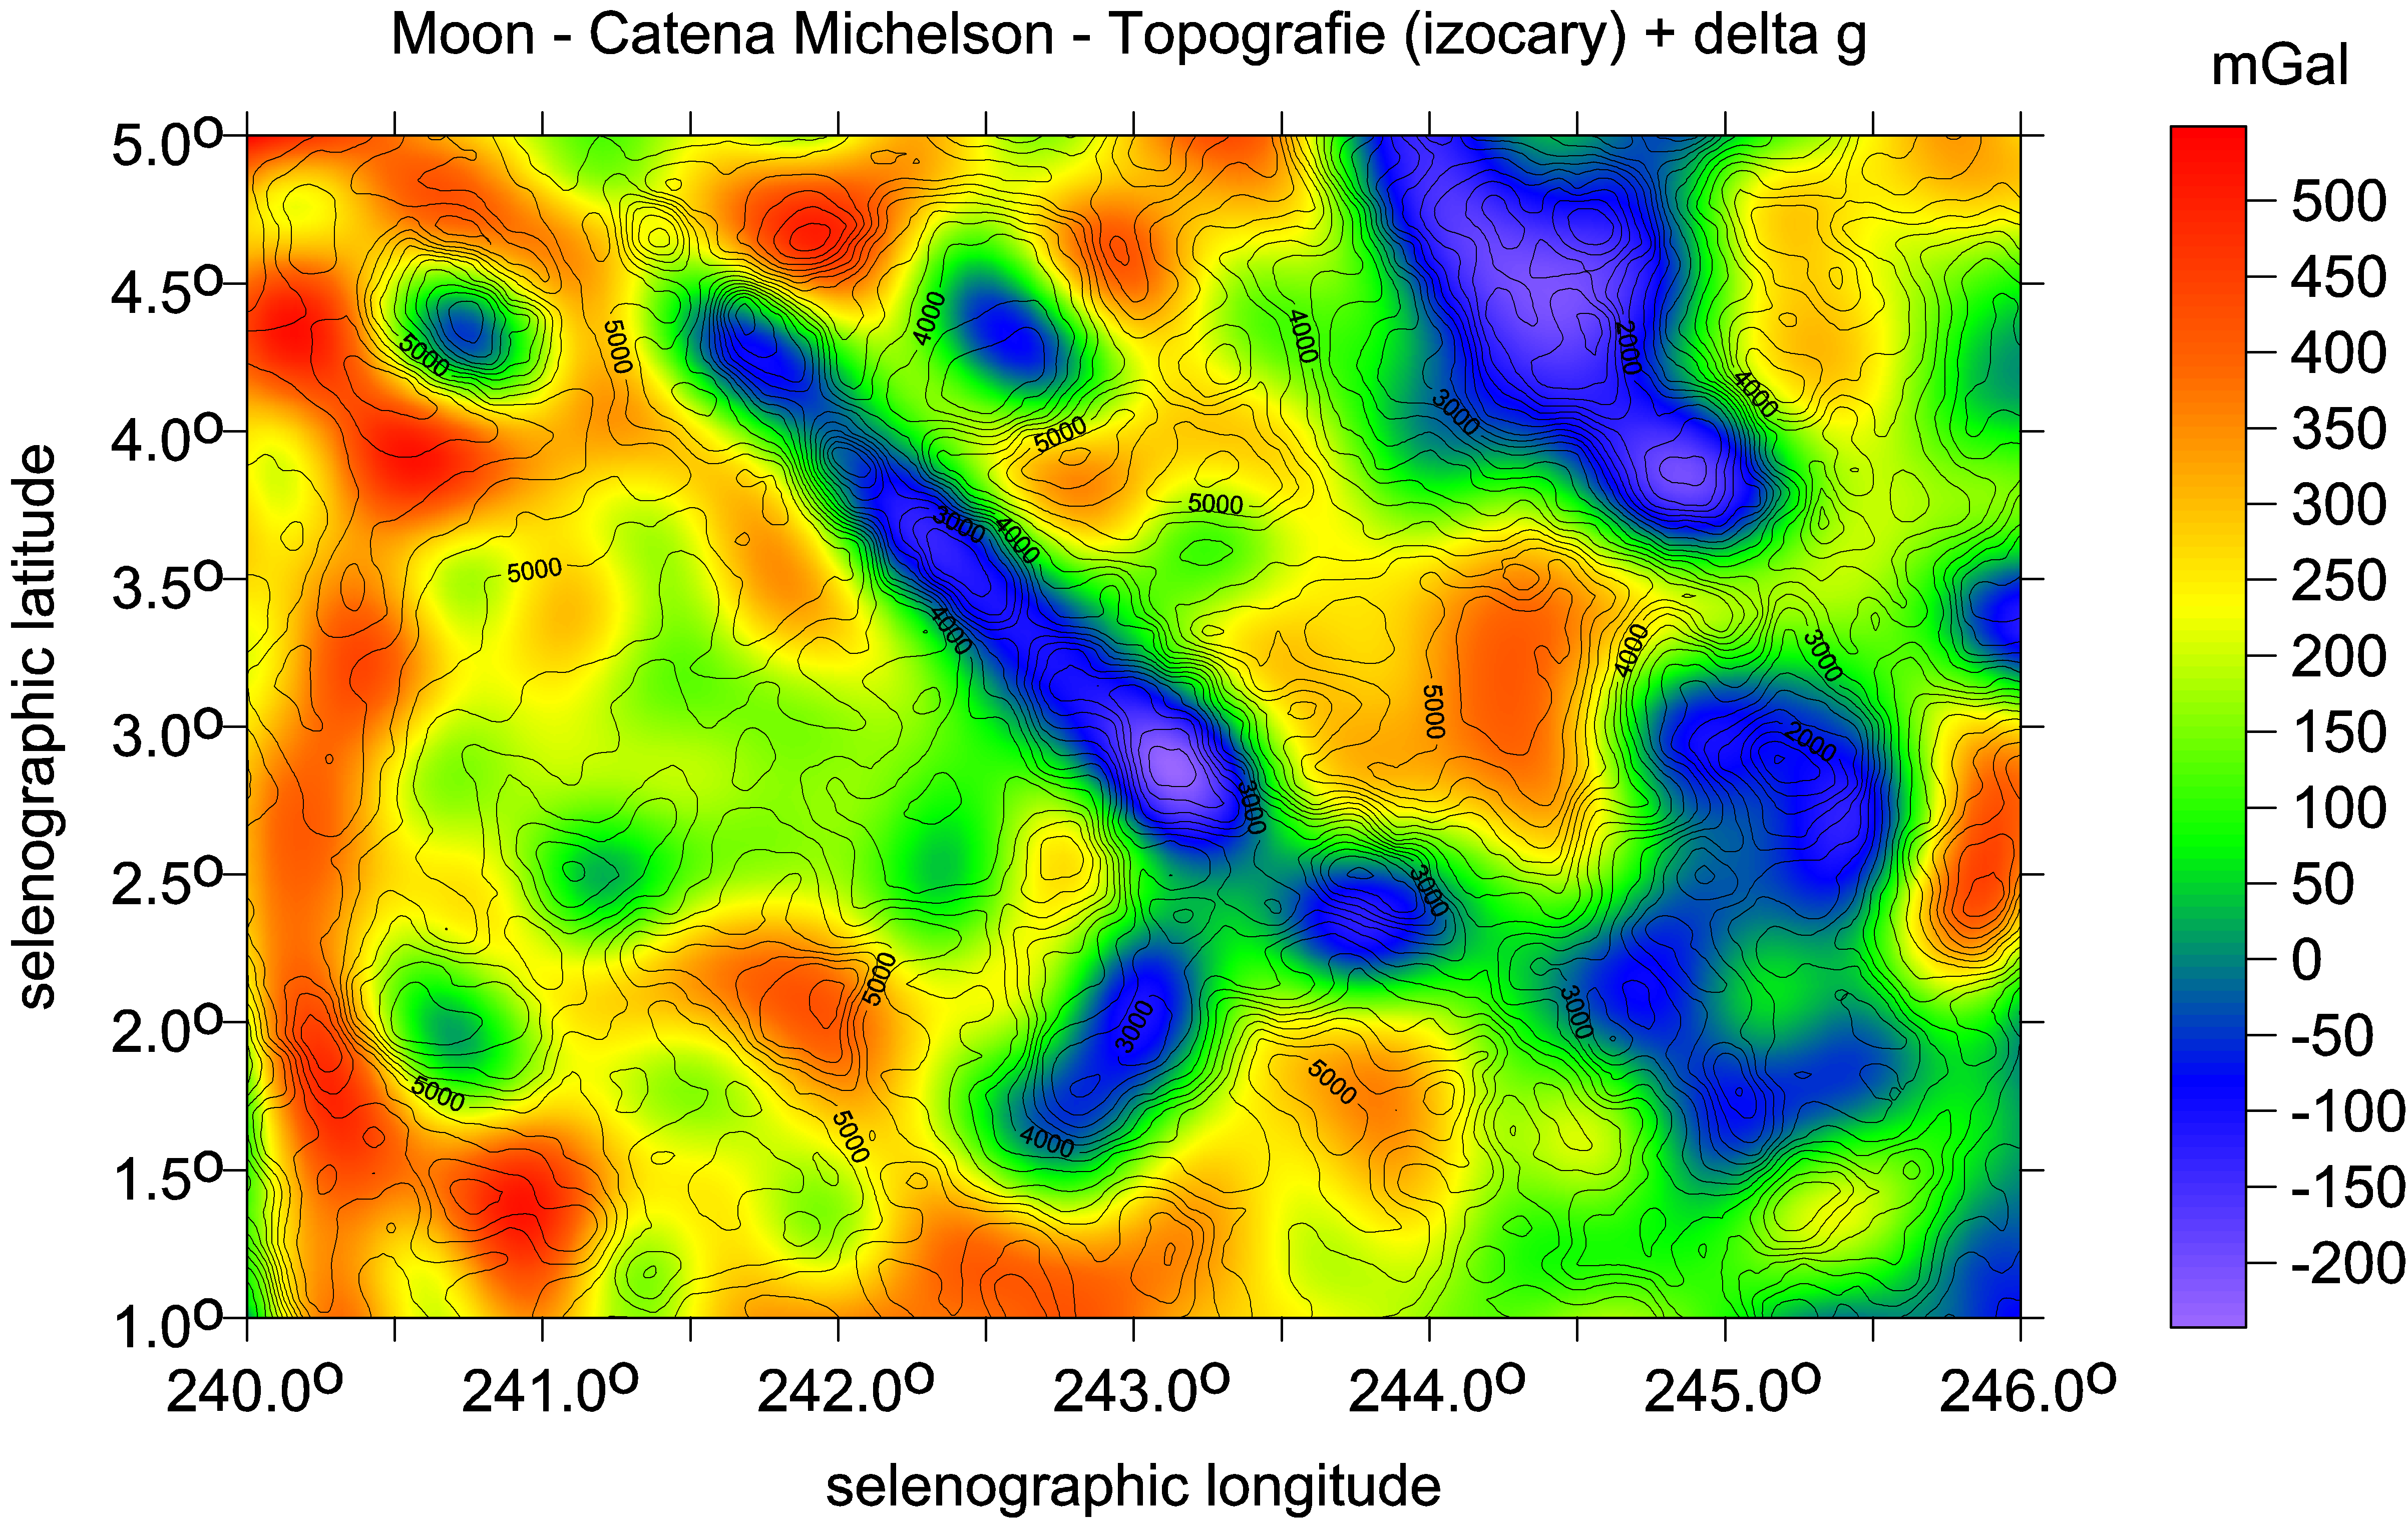 Moon - Catena Michelson - Topografie (izocary) + delta g
mGal
5.0º
4.5º
4.0º
3.5º
3.0º
2.5º
2.0º
1.5º
1.0º
selenographic latitude
240.0º
241.0º
242.0º
243.0º
244.0º
245.0º
246.0º
selenographic longitude
500
450
400
350
300
250
200
150
100
50
0
-50
-100
-150
-200
4000
4000
5000
5000
2000
4000
3000
5000
5000
3000
4000
5000
4000
4000
3000
5000
2000
3000
3000
5000
3000
3000
5000
5000
5000
4000